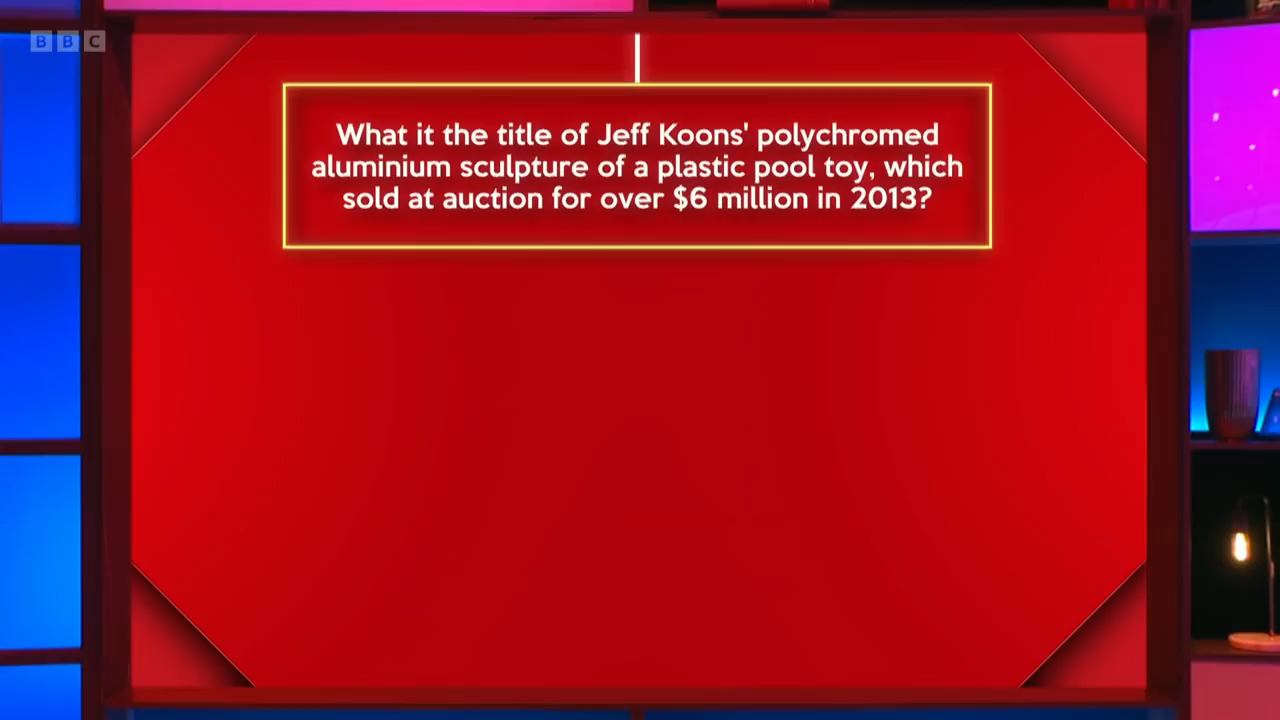 BBC
What it the title of Jeff Koons' polychromed
aluminium sculpture of a plastic pool toy, which
sold at auction for over $6 million in 2013?